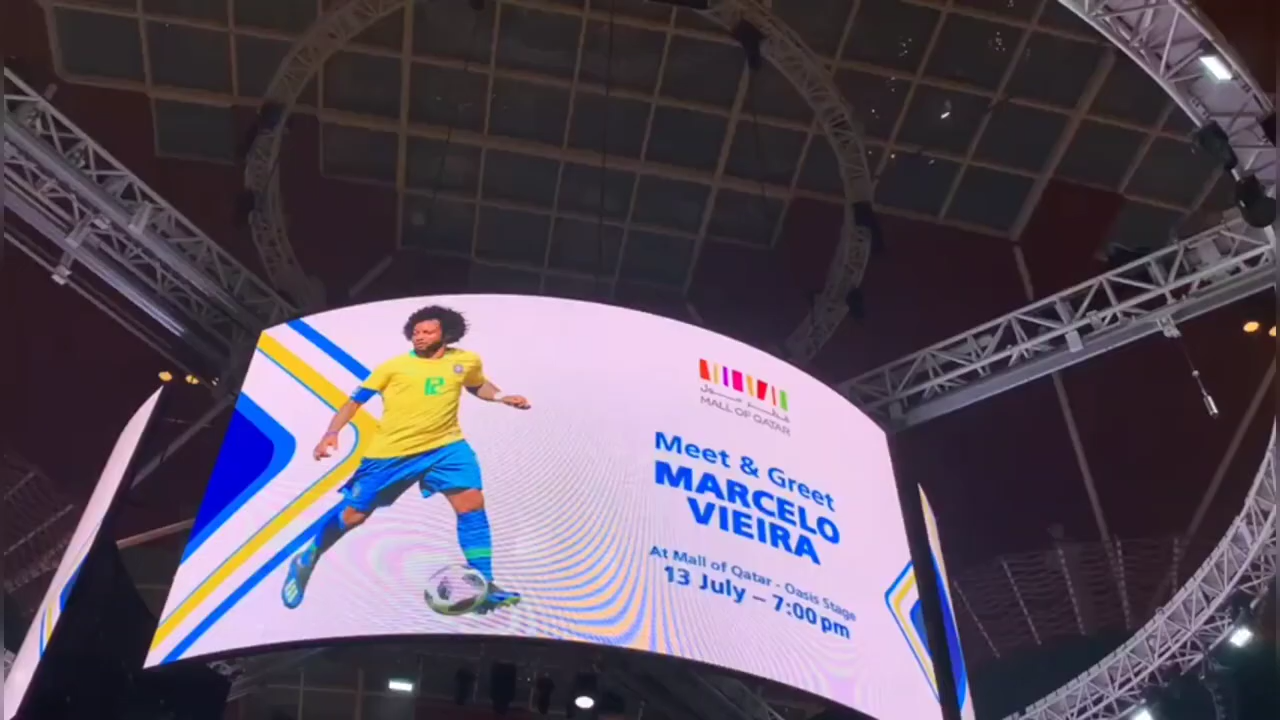 12
قطر مول
MALL OF QATAR
Meet & Greet
MARCELO
VIEIRA
At Mall of Qatar - Oasis Stage
13 July – 7:00 pm